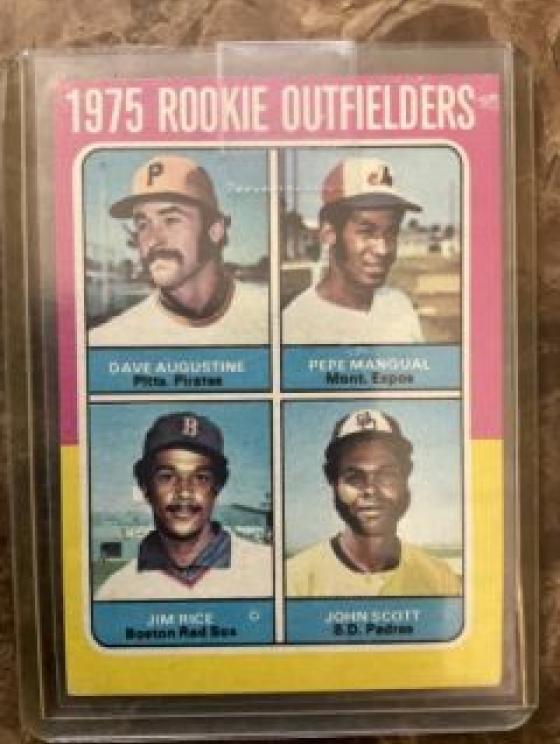 1975 ROOKIE OUTFIELDERS
P
DAVE AUGUSTINE
Pitts. Pirates
PEPE MANGUAL
Mont. Expos
B
JIM RICE
Boston Red Sox
JOHN SCOTT
S.D. Padres